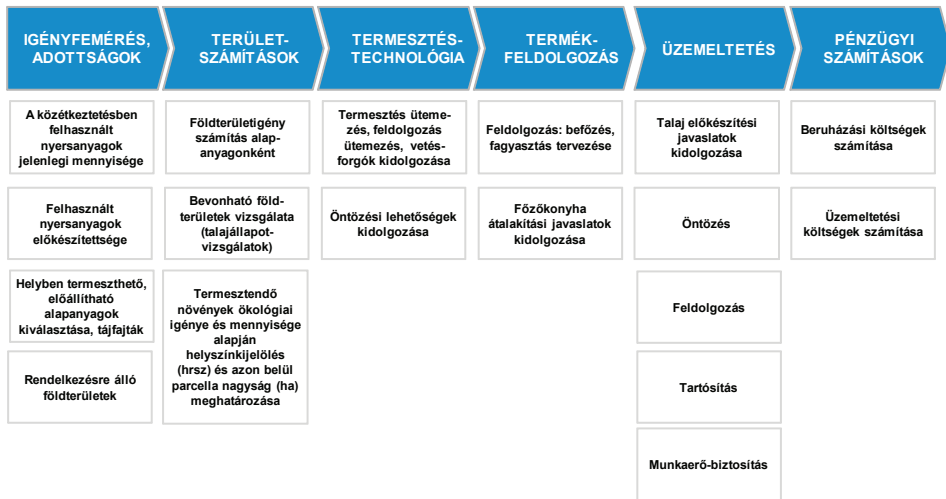 IGÉNYFEMÉRÉS,
ADOTTSÁGOK
TERÜLET-
SZÁMÍTÁSOK
TERMESZTÉS-
TECHNOLÓGIA
TERMÉK-
FELDOLGOZÁS
ÜZEMELTETÉS
PÉNZÜGYI
SZÁMÍTÁSOK
A közétkeztetésben
felhasznált
nyersanyagok
jelenlegi mennyisége
Felhasznált
nyersanyagok
előkészítettsége
Helyben termeszthető,
előállítható
alapanyagok
kiválasztása, tájfajták
Rendelkezésre álló
földterületek
Földterületigény
számítás alap-
anyagonként
Bevonható föld-
területek vizsgálata
(talajállapot-
vizsgálatok)
Termesztendő
növények ökológiai
igénye és mennyisége
alapján
helyszínkijelölés
(hrsz) és azon belül
parcella nagyság (ha)
meghatározása
Termesztés üteme-
zés, feldolgozás
ütemezés, vetés-
forgók kidolgozása
Öntözési lehetőségek
kidolgozása
Feldolgozás: befőzés,
fagyasztás tervezése
Főzőkonyha
átalakítási javaslatok
kidolgozása
Talaj előkészítési
javaslatok
kidolgozása
Öntözés
Feldolgozás
Tartósítás
Munkaerő-biztosítás
Beruházási költségek
számítása
Üzemeltetési
költségek számítása